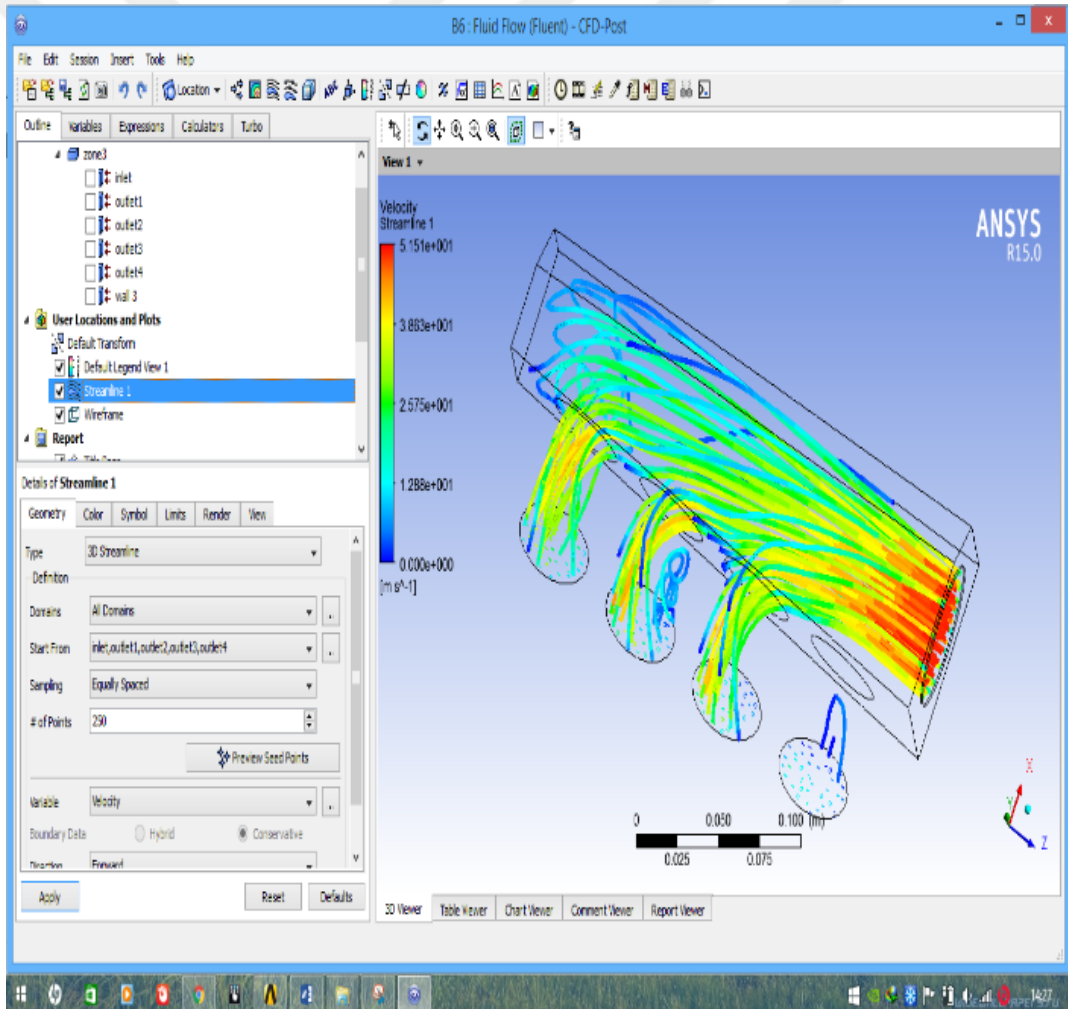 B6 : Fluid Flow (Fluent) - CFD-Post
File Edit Session Insert Tools Help
Location
Outline Variables Expressions Calculators Turbo
zone3
inlet
outlet1
outlet2
outlet3
outlet4
wall 3
User Locations and Plots
Default Transform
Default Legend View 1
Streamline 1
Wireframe
Report
Details of Streamline 1
Geometry Color Symbol Limits Render View
Type 3D Streamline
Definition
Domains All Domains ...
Start From inlet,outlet1,outlet2,outlet3,outlet4 ...
Sampling Equally Spaced
# of Points 250
Preview Seed Points
Variable Velocity ...
Boundary Data Hybrid Conservative
Direction Forward
Apply Reset Defaults
View 1
Velocity
Streamline 1
5.151e+001
3.863e+001
2.575e+001
1.288e+001
0.000e+000
[m s^-1]
ANSYS
R15.0
0 0.050 0.100 (m)
0.025 0.075
X
Y
Z
3D Viewer Table Viewer Chart Viewer Comment Viewer Report Viewer
14:27